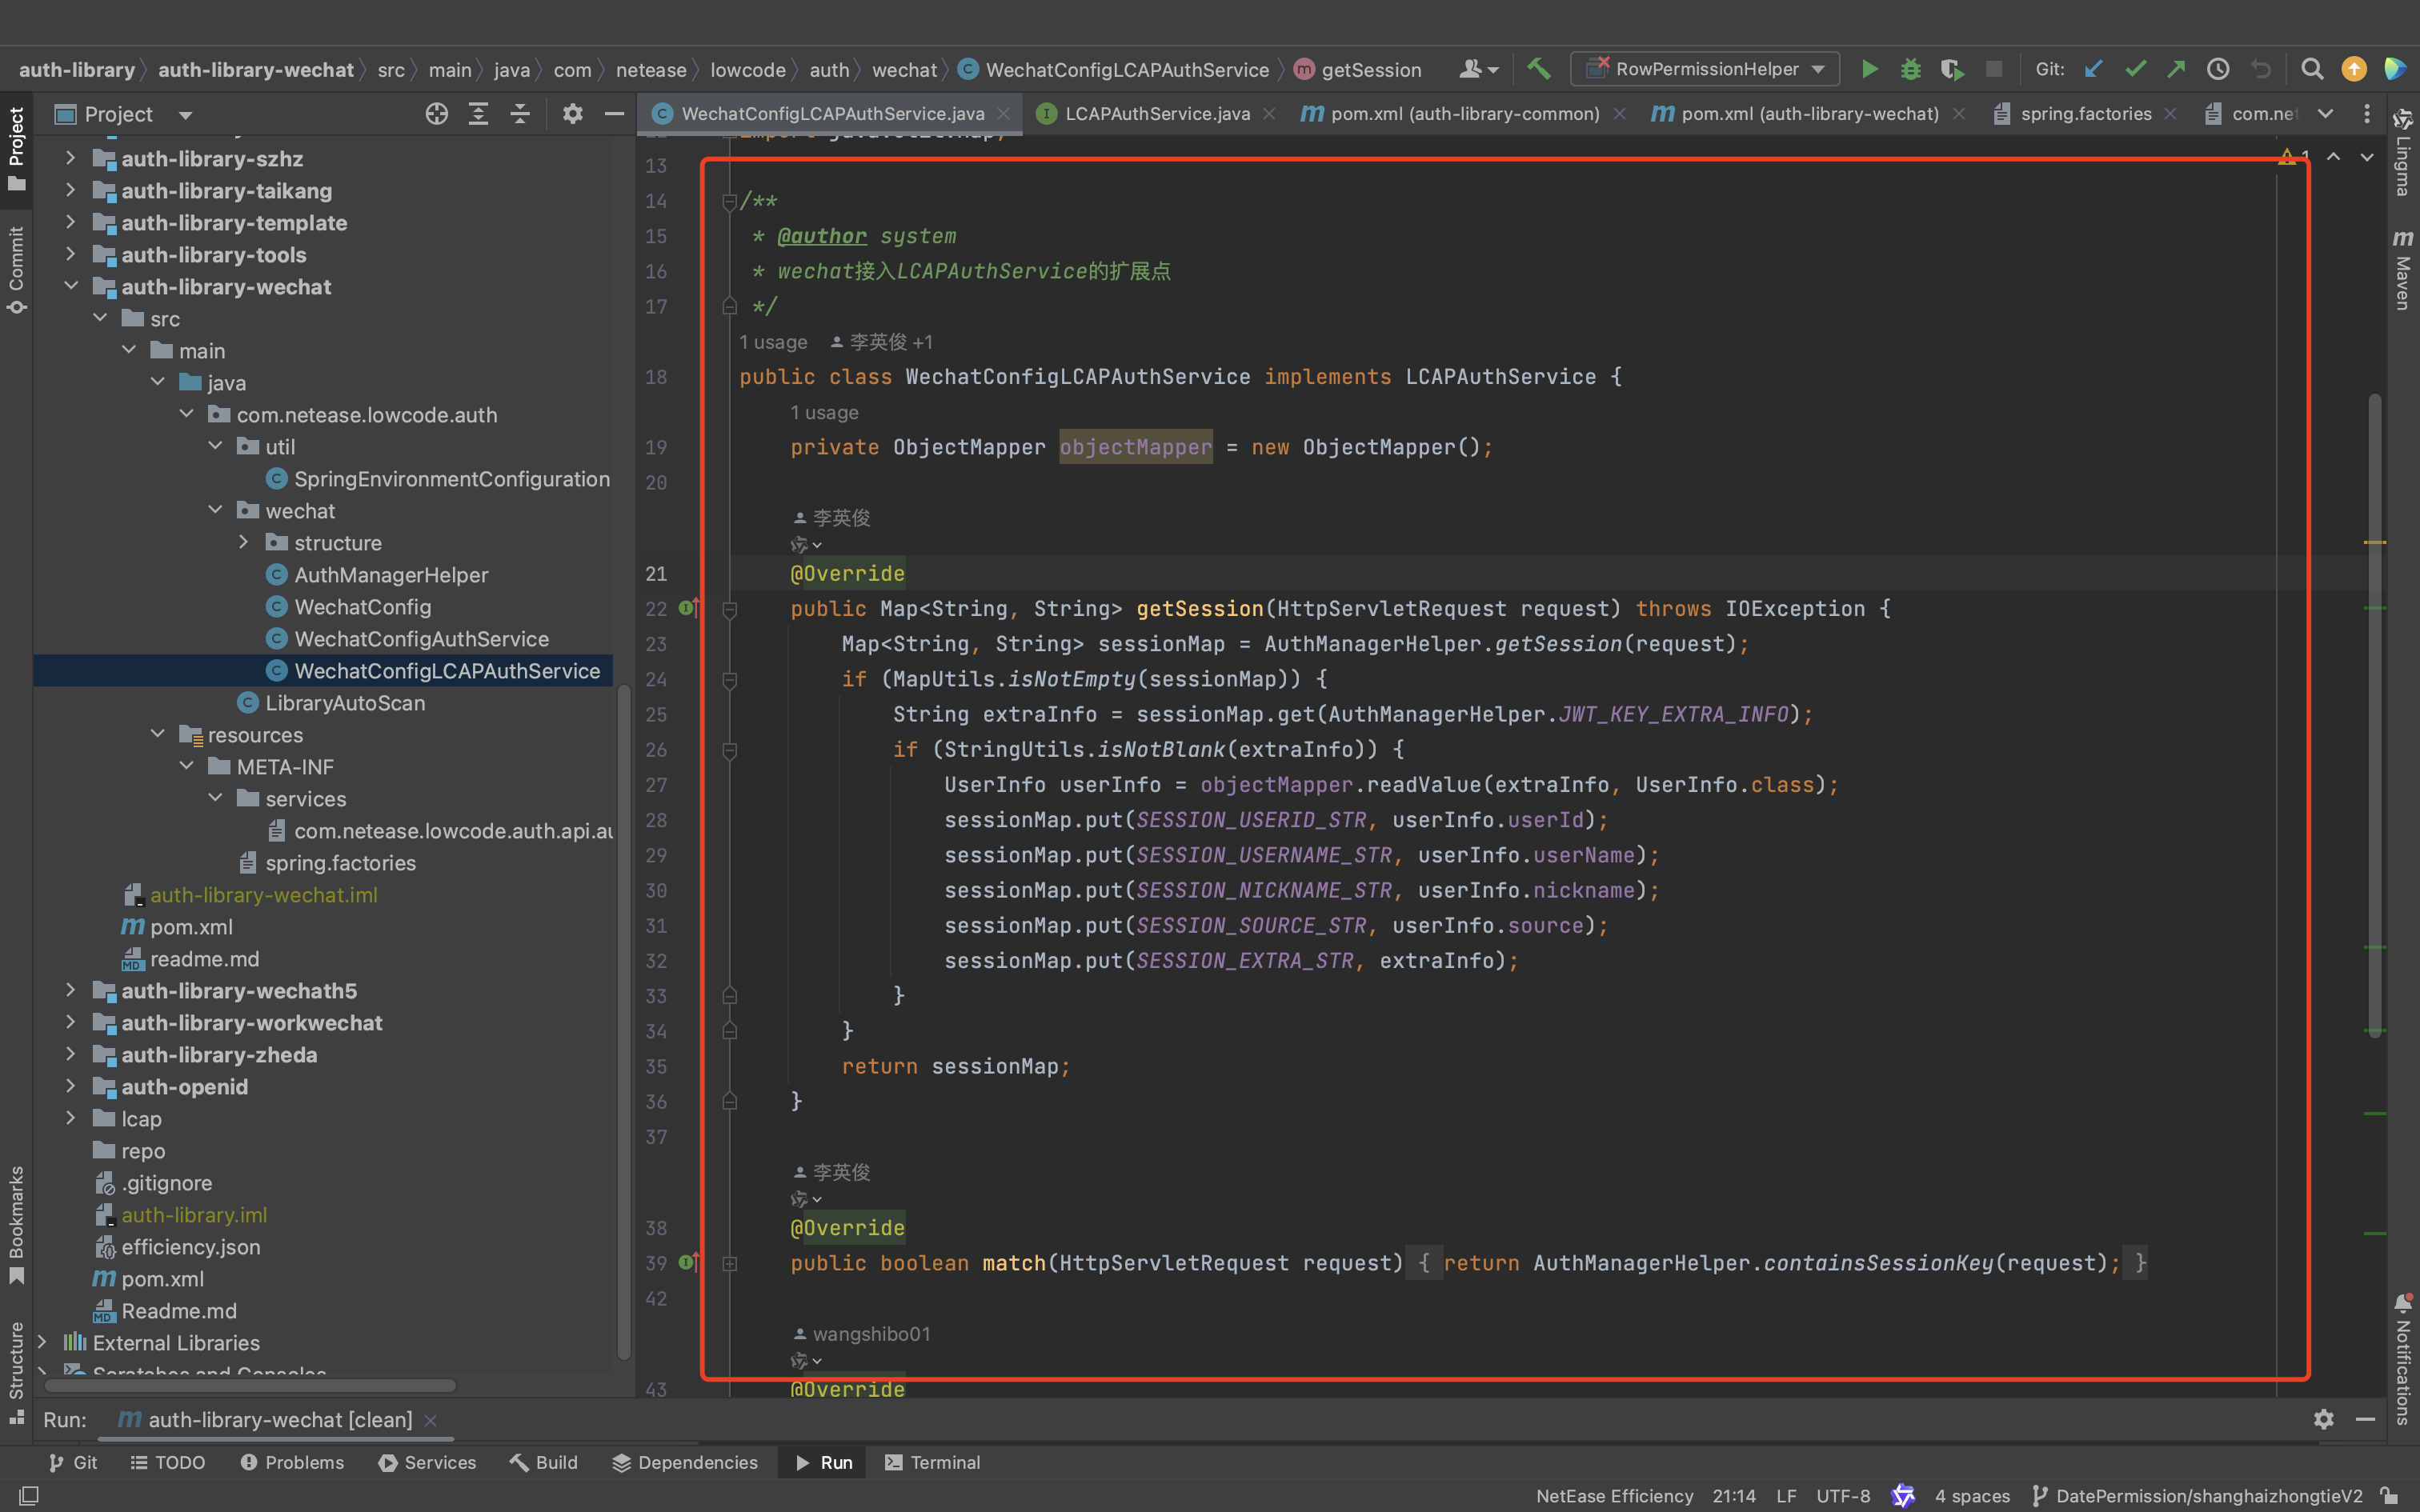 auth-library auth-library-wechat src main java com netease lowcode auth wechat WechatConfigLCAPAuthService getSession RowPermissionHelper Git:
Project WechatConfigLCAPAuthService.java LCAPAuthService.java pom.xml (auth-library-common) pom.xml (auth-library-wechat) spring.factories com.net
Project
Commit
Bookmarks
Structure
auth-library-szhz
auth-library-taikang
auth-library-template
auth-library-tools
auth-library-wechat
src
main
java
com.netease.lowcode.auth
util
SpringEnvironmentConfiguration
wechat
structure
AuthManagerHelper
WechatConfig
WechatConfigAuthService
WechatConfigLCAPAuthService
LibraryAutoScan
resources
META-INF
services
com.netease.lowcode.auth.api.au
spring.factories
auth-library-wechat.iml
pom.xml
readme.md
auth-library-wechath5
auth-library-workwechat
auth-library-zheda
auth-openid
lcap
repo
.gitignore
auth-library.iml
efficiency.json
pom.xml
Readme.md
External Libraries
Scratches and Consoles
13
14 /**
15 * @author system
16 * wechat接入LCAPAuthService的扩展点
17 */
1 usage 李英俊 +1
18 public class WechatConfigLCAPAuthService implements LCAPAuthService {
1 usage
19 private ObjectMapper objectMapper = new ObjectMapper();
20
李英俊
21 @Override
22 public Map<String, String> getSession(HttpServletRequest request) throws IOException {
23 Map<String, String> sessionMap = AuthManagerHelper.getSession(request);
24 if (MapUtils.isNotEmpty(sessionMap)) {
25 String extraInfo = sessionMap.get(AuthManagerHelper.JWT_KEY_EXTRA_INFO);
26 if (StringUtils.isNotBlank(extraInfo)) {
27 UserInfo userInfo = objectMapper.readValue(extraInfo, UserInfo.class);
28 sessionMap.put(SESSION_USERID_STR, userInfo.userId);
29 sessionMap.put(SESSION_USERNAME_STR, userInfo.userName);
30 sessionMap.put(SESSION_NICKNAME_STR, userInfo.nickname);
31 sessionMap.put(SESSION_SOURCE_STR, userInfo.source);
32 sessionMap.put(SESSION_EXTRA_STR, extraInfo);
33 }
34 }
35 return sessionMap;
36 }
37
李英俊
38 @Override
39 public boolean match(HttpServletRequest request) { return AuthManagerHelper.containsSessionKey(request); }
42
wangshibo01
43 @Override
1
Lingma
Maven
Notifications
Run: auth-library-wechat [clean]
Git TODO Problems Services Build Dependencies Run Terminal
NetEase Efficiency 21:14 LF UTF-8 4 spaces DatePermission/shanghaizhongtieV2